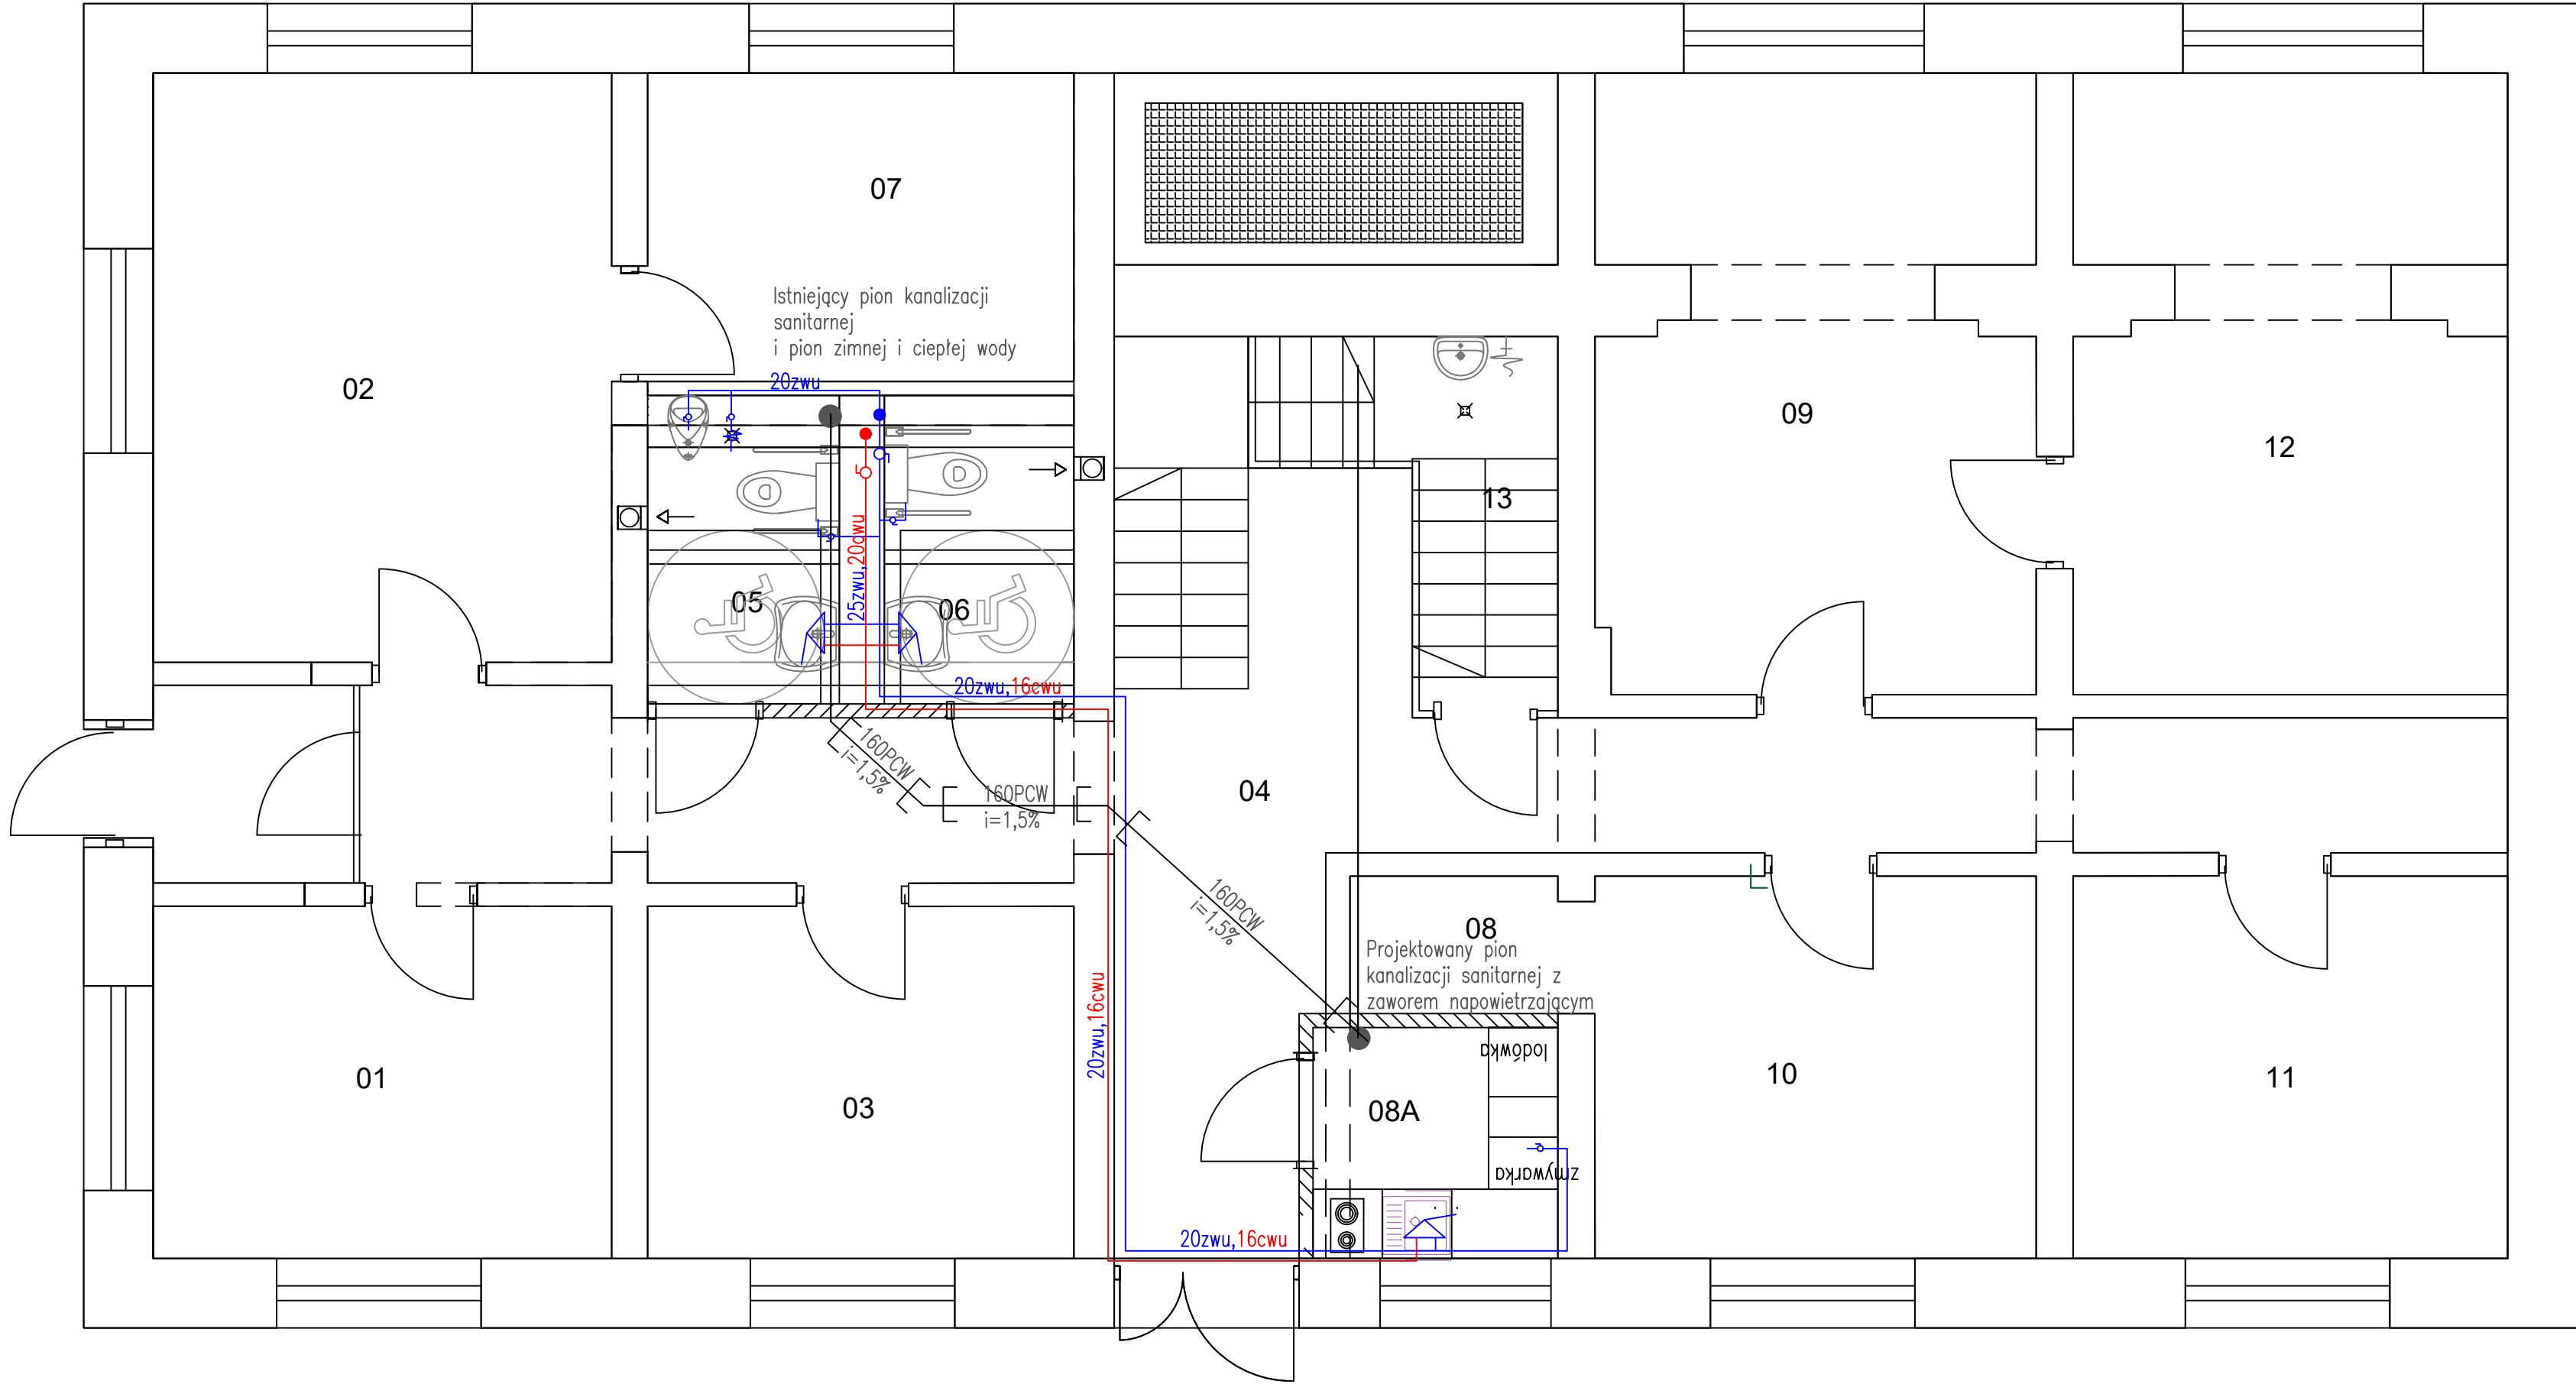 07
Istniejący pion kanalizacji
sanitarnej
i pion zimnej i ciepłej wody
02
20zwu
09
12
13
25zwu,20cwu
05
06
20zwu,16cwu
160PCW
i=1,5%
160PCW
i=1,5%
04
160PCW
i=1,5%
08
Projektowany pion
kanalizacji sanitarnej z
zaworem napowietrzającym
20zwu,16cwu
lodówka
01
03
08A
10
11
zmywarka
20zwu,16cwu